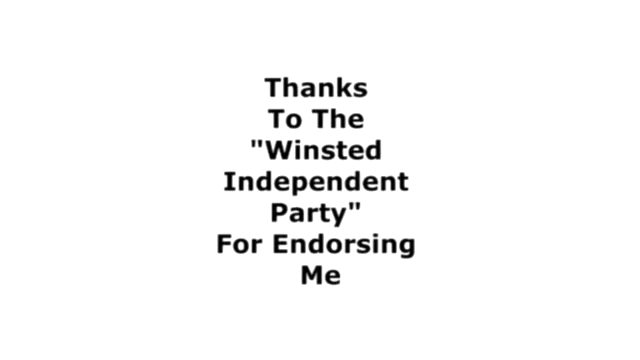 Thanks
To The
"Winsted
Independent
Party"
For Endorsing
Me